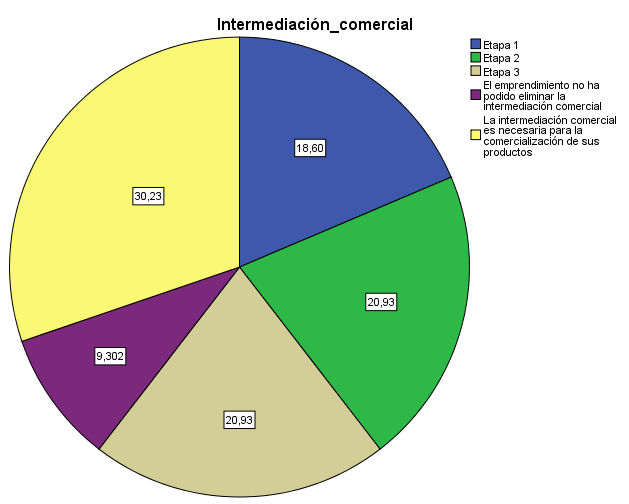 Intermediación_comercial
Etapa 1
Etapa 2
Etapa 3
El emprendimiento no ha
podido eliminar la
intermediación comercial
La intermediación comercial
es necesaria para la
comercialización de sus
productos
18,60
30,23
20,93
9,302
20,93